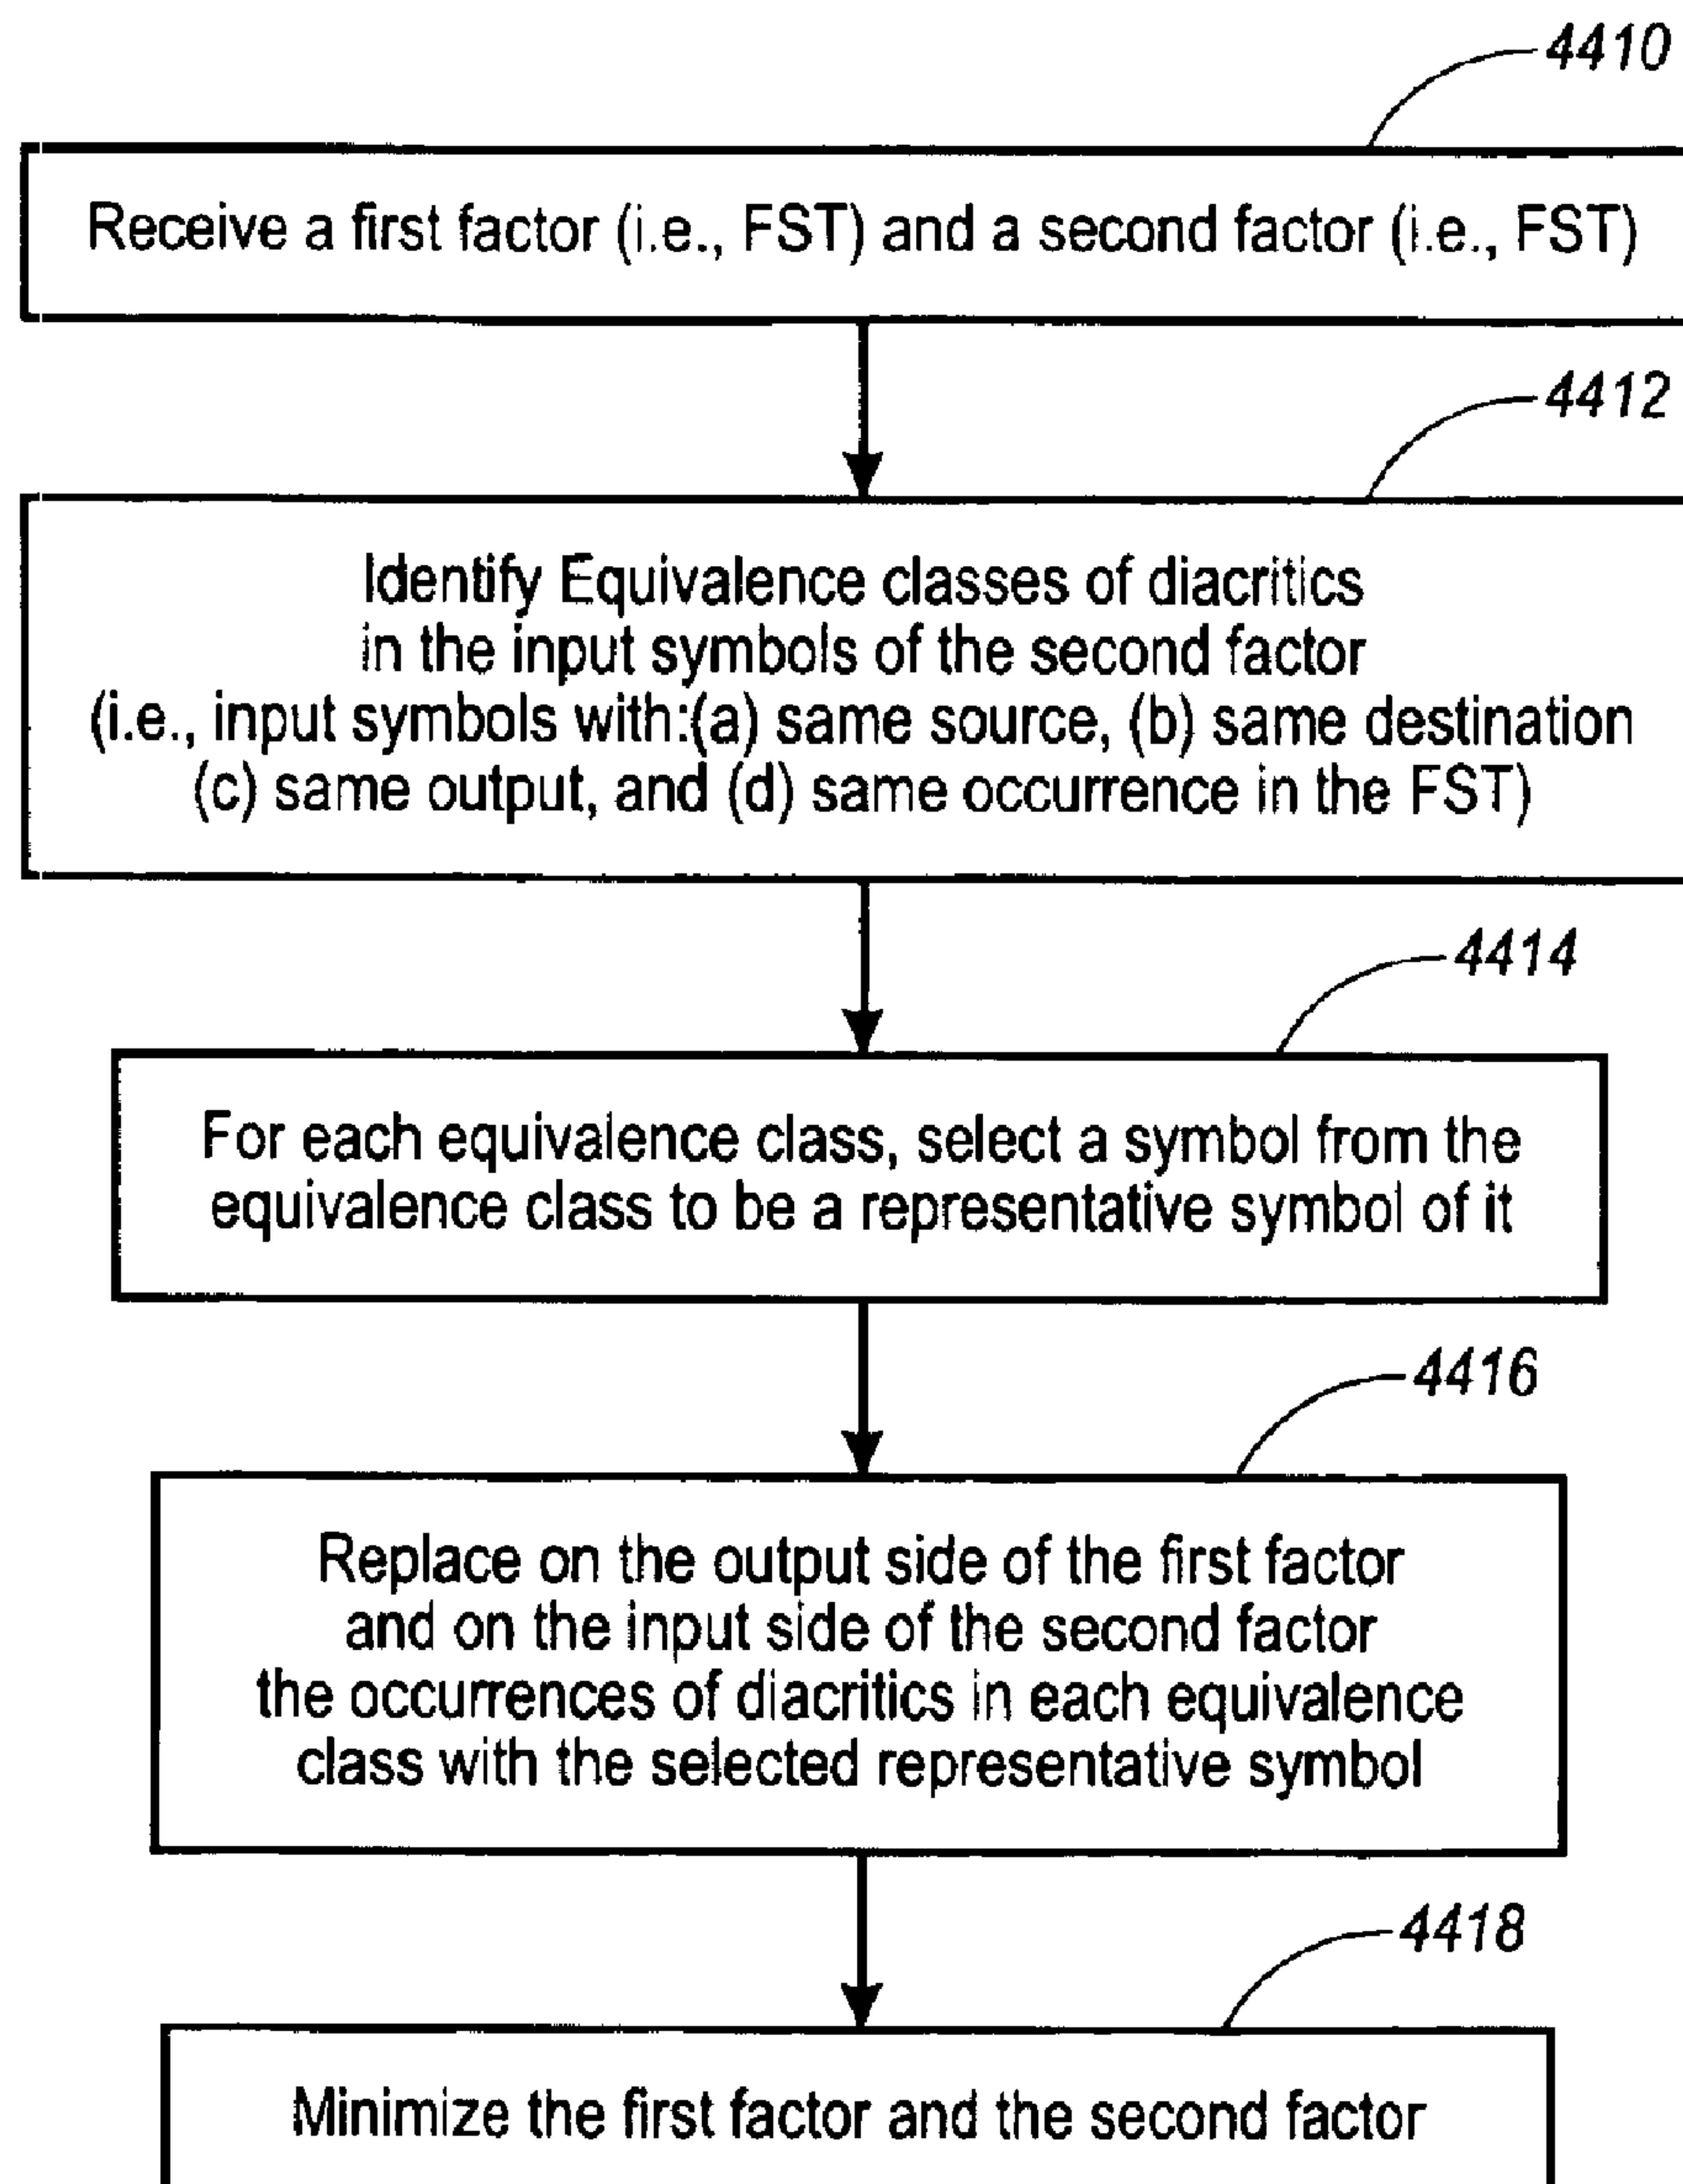 4410
Receive a first factor (i.e., FST) and a second factor (i.e., FST)
4412
Identify Equivalence classes of diacritics
in the input symbols of the second factor
(i.e., input symbols with:(a) same source, (b) same destination
(c) same output, and (d) same occurrence in the FST)
4414
For each equivalence class, select a symbol from the
equivalence class to be a representative symbol of it
4416
Replace on the output side of the first factor
and on the input side of the second factor
the occurrences of diacritics in each equivalence
class with the selected representative symbol
4418
Minimize the first factor and the second factor